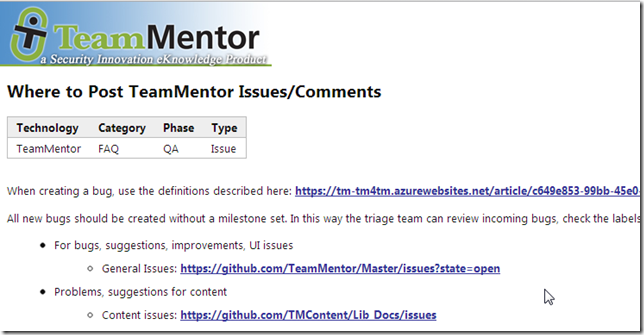 TeamMentor
a Security Innovation eKnowledge Product
Where to Post TeamMentor Issues/Comments
Technology Category Phase Type
TeamMentor FAQ QA Issue
When creating a bug, use the definitions described here: https://tm-tm4tm.azurewebsites.net/article/c649e853-99bb-45e0-
All new bugs should be created without a milestone set. In this way the triage team can review incoming bugs, check the labels
For bugs, suggestions, improvements, UI issues
General Issues: https://github.com/TeamMentor/Master/issues?state=open
Problems, suggestions for content
Content issues: https://github.com/TMContent/Lib_Docs/issues